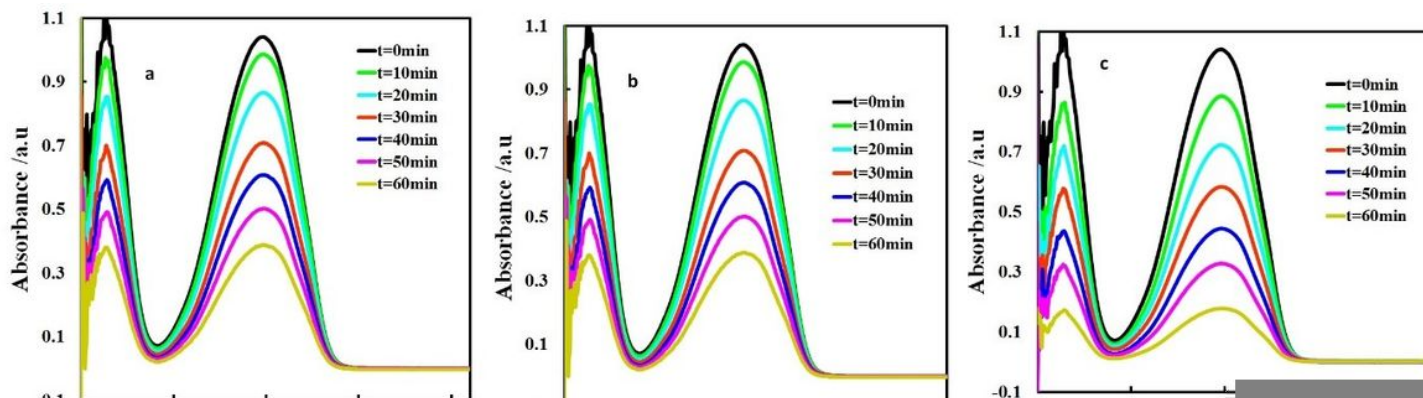 1.1
0.9
0.7
0.5
0.3
0.1
Absorbance /a.u
a
t=0min
t=10min
t=20min
t=30min
t=40min
t=50min
t=60min
1.1
0.9
0.7
0.5
0.3
0.1
Absorbance /a.u
b
t=0min
t=10min
t=20min
t=30min
t=40min
t=50min
t=60min
1.1
0.9
0.7
0.5
0.3
0.1
-0.1
Absorbance /a.u
c
t=0min
t=10min
t=20min
t=30min
t=40min
t=50min
t=60min